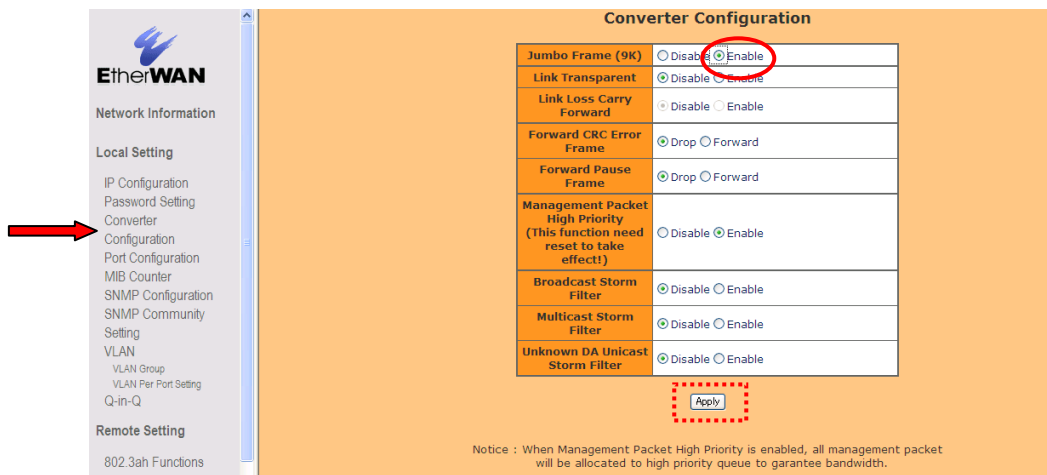 EtherWAN
Network Information
Local Setting
IP Configuration
Password Setting
Converter
Configuration
Port Configuration
MIB Counter
SNMP Configuration
SNMP Community
Setting
VLAN
VLAN Group
VLAN Per Port Setting
Q-in-Q
Remote Setting
802.3ah Functions
Converter Configuration
Jumbo Frame (9K) Disable Enable
Link Transparent Disable Enable
Link Loss Carry
Forward
Disable Enable
Forward CRC Error
Frame
Drop Forward
Forward Pause
Frame
Drop Forward
Management Packet
High Priority
(This function need
reset to take
effect!)
Disable Enable
Broadcast Storm
Filter
Disable Enable
Multicast Storm
Filter
Disable Enable
Unknown DA Unicast
Storm Filter
Disable Enable
Apply
Notice : When Management Packet High Priority is enabled, all management packet
will be allocated to high priority queue to garantee bandwidth.